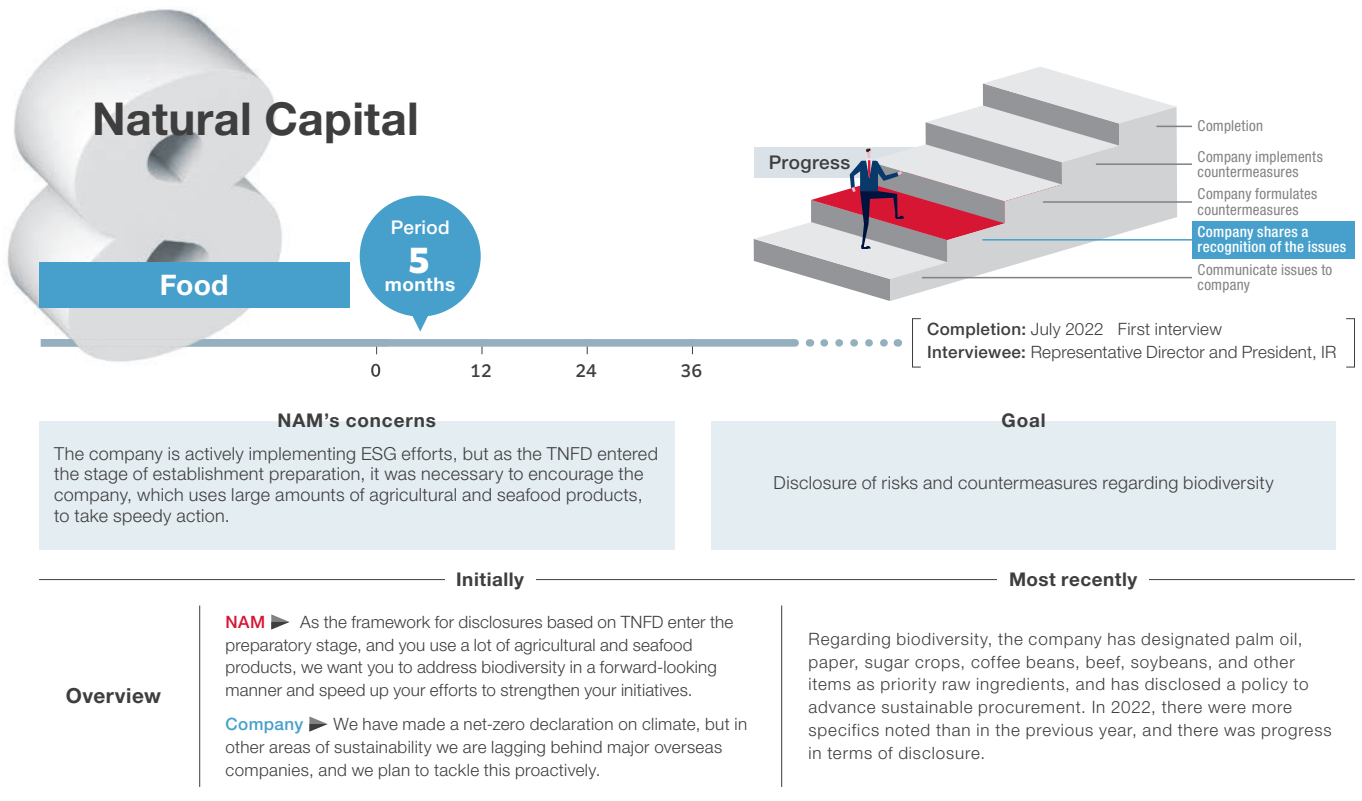 8
Natural Capital
Food
Period
5
months
0 12 24 36
Progress
Completion
Company implements
countermeasures
Company formulates
countermeasures
Company shares a
recognition of the issues
Communicate issues to
company
Completion: July 2022 First interview
Interviewee: Representative Director and President, IR
NAM's concerns
The company is actively implementing ESG efforts, but as the TNFD entered
the stage of establishment preparation, it was necessary to encourage the
company, which uses large amounts of agricultural and seafood products,
to take speedy action.
Goal
Disclosure of risks and countermeasures regarding biodiversity
Initially
Most recently
Overview
NAM ▶ As the framework for disclosures based on TNFD enter the
preparatory stage, and you use a lot of agricultural and seafood
products, we want you to address biodiversity in a forward-looking
manner and speed up your efforts to strengthen your initiatives.
Company ▶ We have made a net-zero declaration on climate, but in
other areas of sustainability we are lagging behind major overseas
companies, and we plan to tackle this proactively.
Regarding biodiversity, the company has designated palm oil,
paper, sugar crops, coffee beans, beef, soybeans, and other
items as priority raw ingredients, and has disclosed a policy to
advance sustainable procurement. In 2022, there were more
specifics noted than in the previous year, and there was progress
in terms of disclosure.